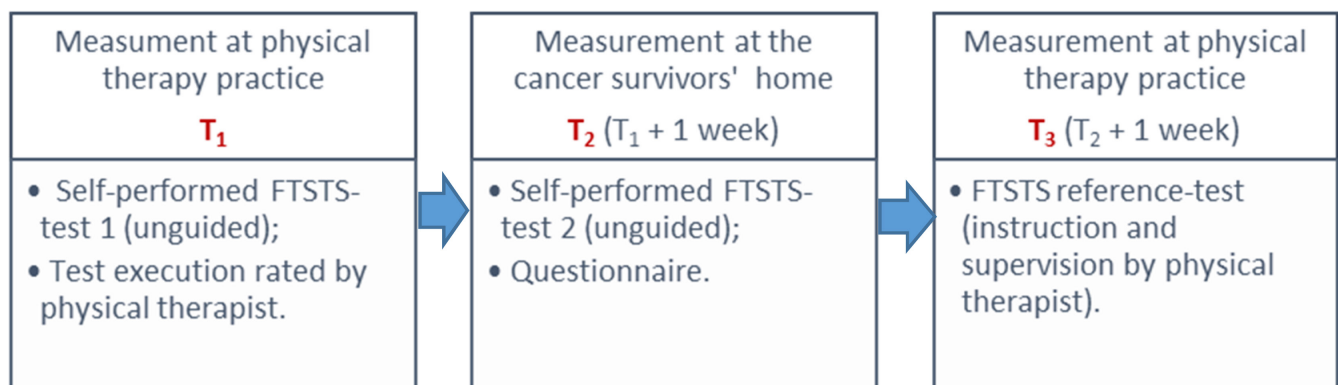 Measument at physical
therapy practice
T₁
• Self-performed FTSTS-
test 1 (unguided);
• Test execution rated by
physical therapist.
Measurement at the
cancer survivors' home
T₂ (T₁ + 1 week)
• Self-performed FTSTS-
test 2 (unguided);
• Questionnaire.
Measurement at physical
therapy practice
T₃ (T₂ + 1 week)
• FTSTS reference-test
(instruction and
supervision by physical
therapist).